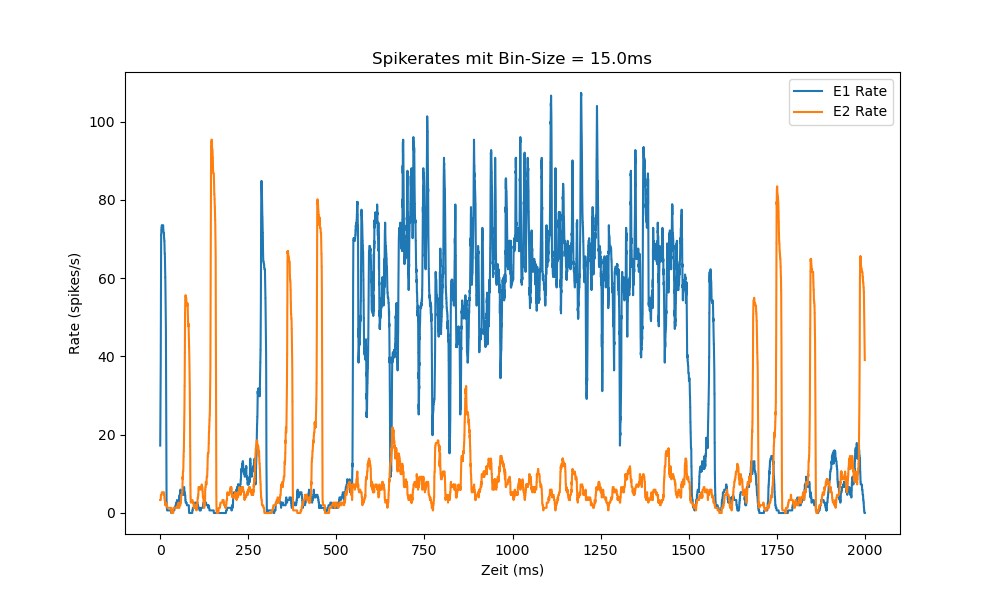 Spikerates mit Bin-Size = 15.0ms
E1 Rate
E2 Rate
Rate (spikes/s)
100
80
60
40
20
0
0 250 500 750 1000 1250 1500 1750 2000
Zeit (ms)